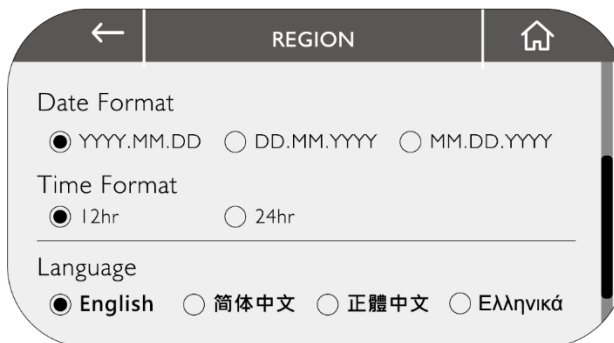 REGION
Date Format
YYYY.MM.DD DD.MM.YYYY MM.DD.YYYY
Time Format
12hr 24hr
Language
English 简体中文 正體中文 Ελληνικά